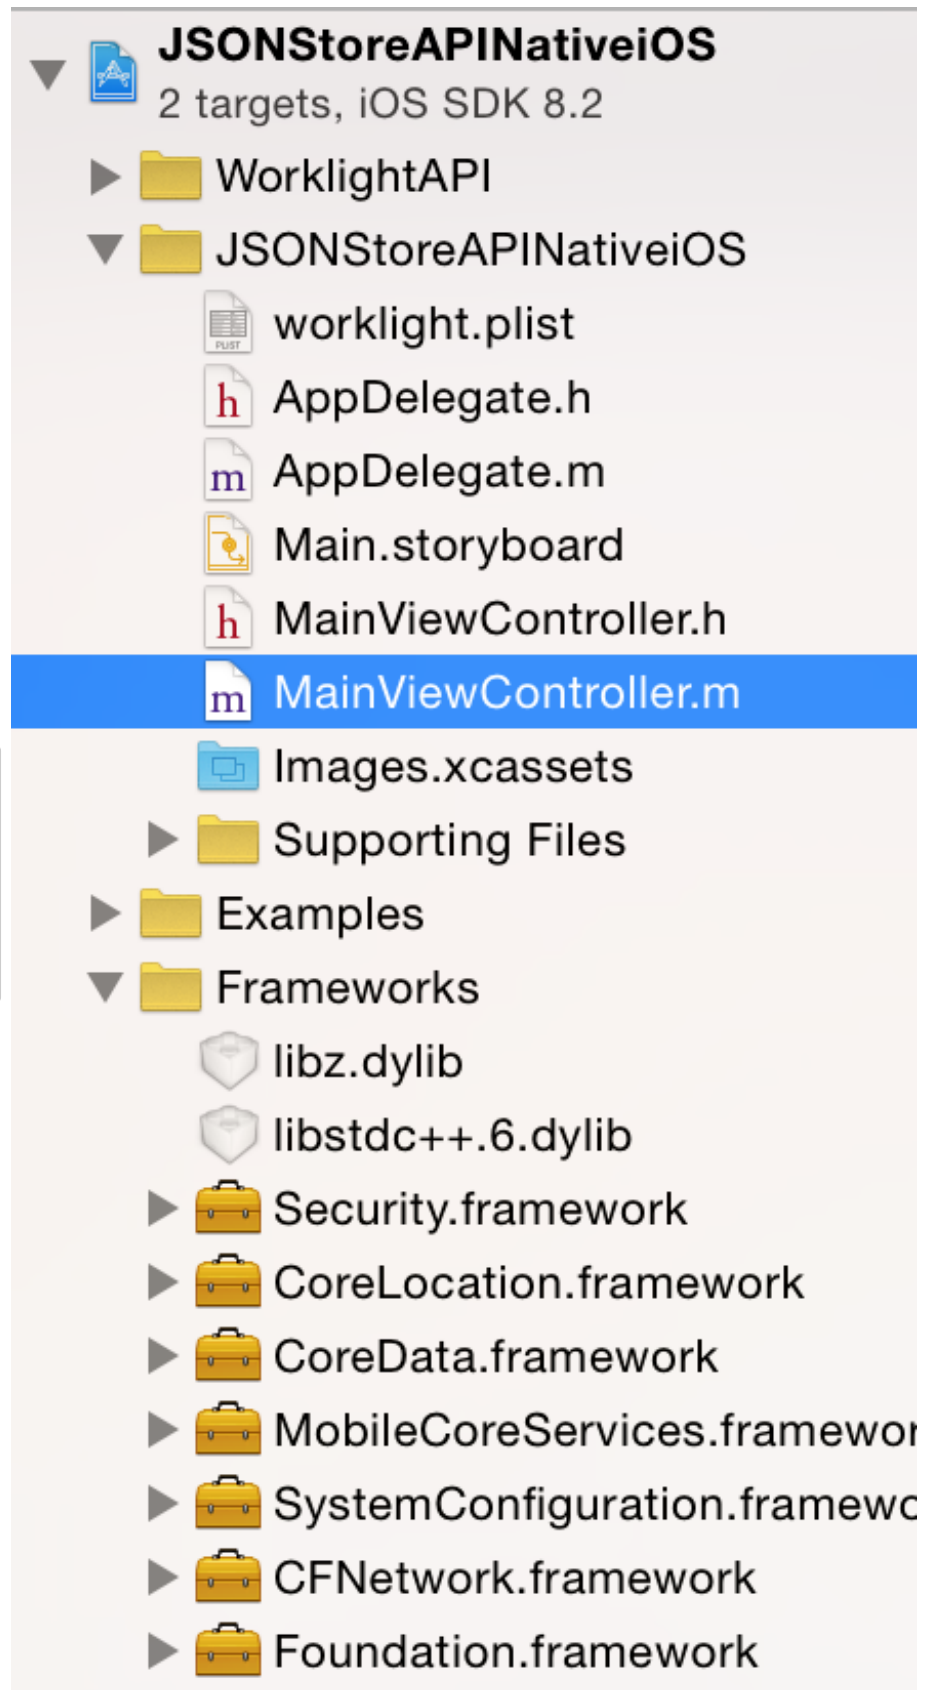 JSONStoreAPINativeiOS
2 targets, iOS SDK 8.2
WorklightAPI
JSONStoreAPINativeiOS
PLIST worklight.plist
h AppDelegate.h
m AppDelegate.m
Main.storyboard
h MainViewController.h
m MainViewController.m
Images.xcassets
Supporting Files
Examples
Frameworks
libz.dylib
libstdc++.6.dylib
Security.framework
CoreLocation.framework
CoreData.framework
MobileCoreServices.framewor
SystemConfiguration.framewo
CFNetwork.framework
Foundation.framework